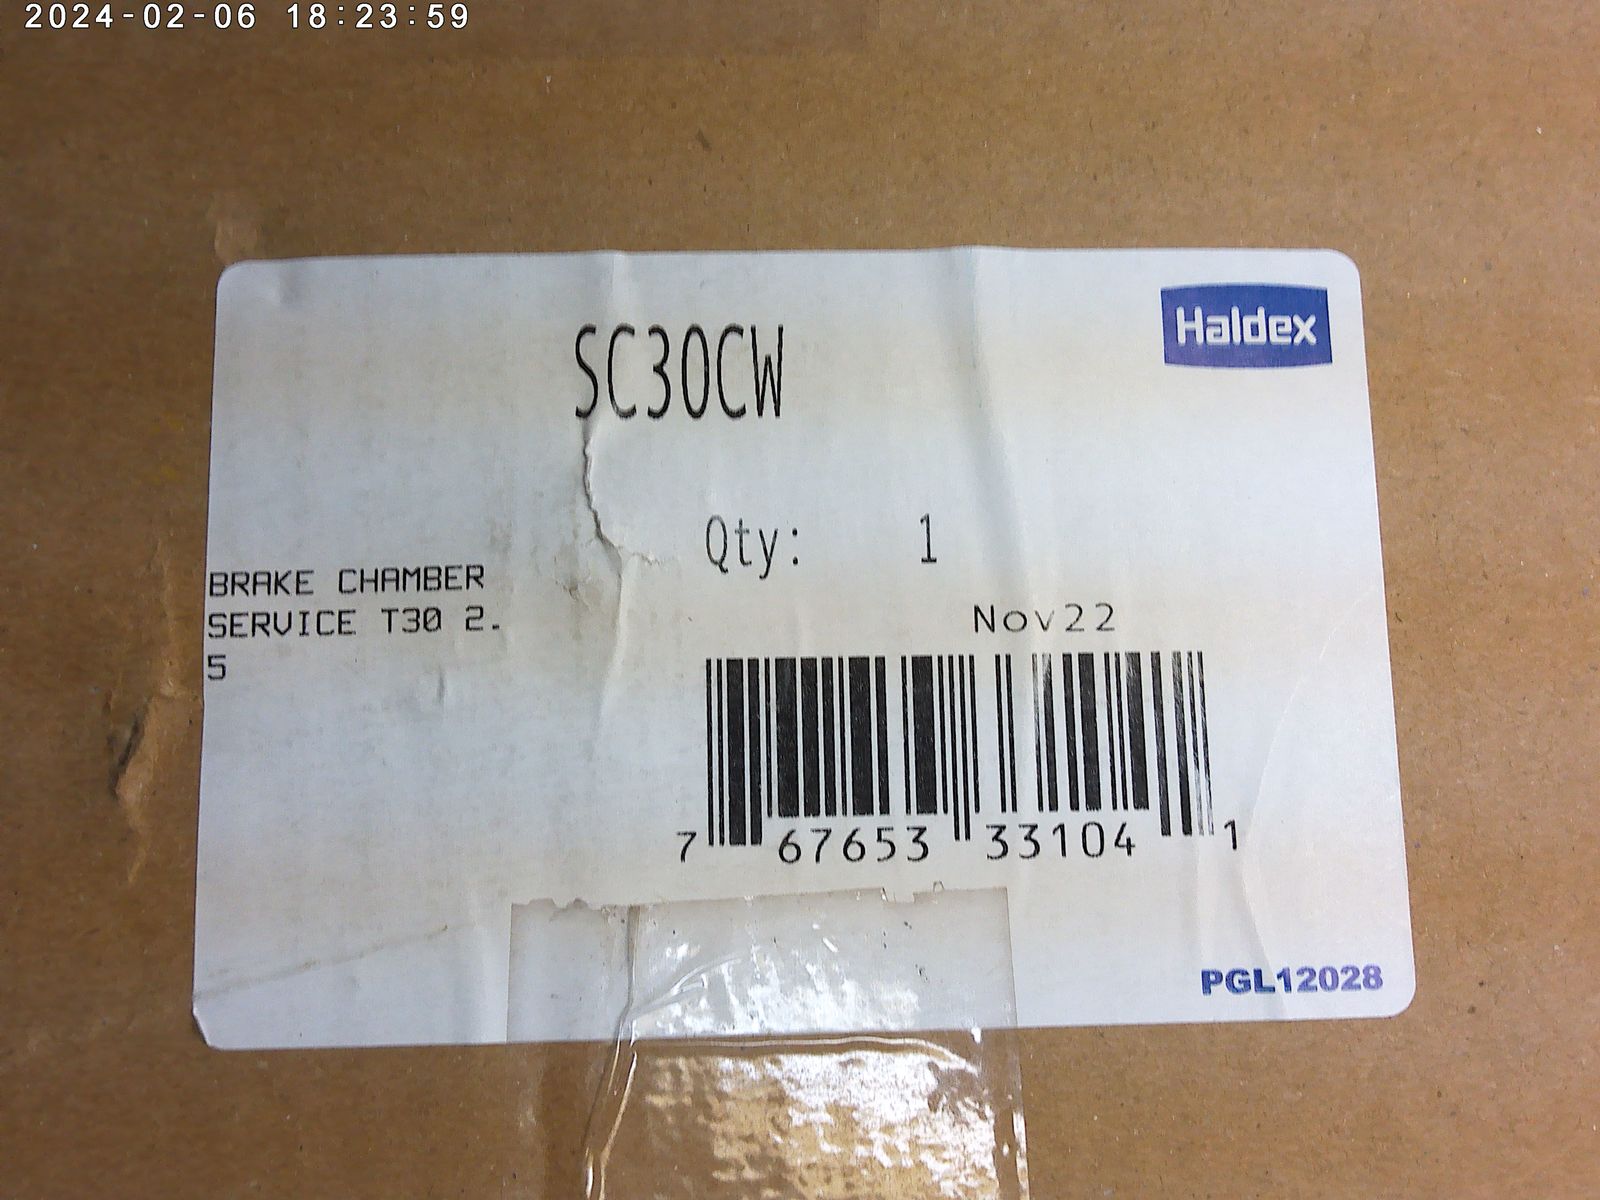 2024-02-06 18:23:59
Haldex
SC30CW
Qty: 1
BRAKE CHAMBER
SERVICE T30 2.
5
Nov22
7 67653 33104 1
PGL12028